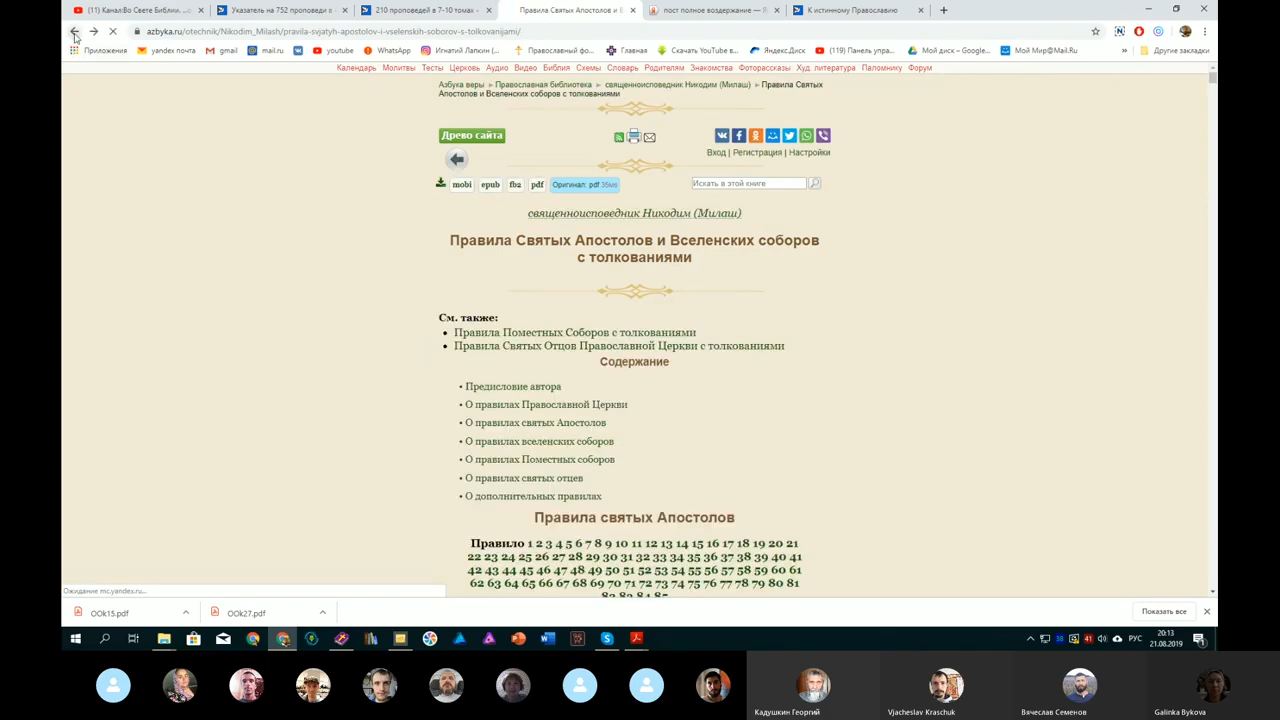 (11) Канал:Во Свете Библии. ...
Указатель на 752 проповеди в
210 проповедей в 7-10 томах «
Правила Святых Апостолов и В
пост полное воздержание — Я
К истинному Православию
azbyka.ru/otechnik/Nikodim_Milash/pravila-svjatyh-apostolov-i-vselenskih-soborov-s-tolkovanijami/
Приложения яндех почта gmail mail.ru youtube WhatsApp Игнатий Лапкин (... Православный фо... Главная Скачать YouTube в... Яндекс.Диск (119) Панель упра... Мой диск – Google... Мой Мир@Mail.Ru » Другие закладки
Календарь Молитвы Тесты Церковь Аудио Видео Библия Схемы Словарь Родителям Знакомства Фоторассказы Худ. литература Паломнику Форум
Азбука веры ▸ Православная библиотека ▸ священноисповедник Никодим (Милаш) ▸ Правила Святых
Апостолов и Вселенских соборов с толкованиями
Древо сайта
Вход | Регистрация | Настройки
mobi epub fb2 pdf Оригинал: pdf 35Мб
Искать в этой книге
священноисповедник Никодим (Милаш)
Правила Святых Апостолов и Вселенских соборов
с толкованиями
См. также:
• Правила Поместных Соборов с толкованиями
• Правила Святых Отцов Православной Церкви с толкованиями
Содержание
• Предисловие автора
• О правилах Православной Церкви
• О правилах святых Апостолов
• О правилах вселенских соборов
• О правилах Поместных соборов
• О правилах святых отцев
• О дополнительных правилах
Правила святых Апостолов
Правило 1 2 3 4 5 6 7 8 9 10 11 12 13 14 15 16 17 18 19 20 21
22 23 24 25 26 27 28 29 30 31 32 33 34 35 36 37 38 39 40 41
42 43 44 45 46 47 48 49 50 51 52 53 54 55 56 57 58 59 60 61
62 63 64 65 66 67 68 69 70 71 72 73 74 75 76 77 78 79 80 81
82 83 84 85
Ожидание mc.yandex.ru...
OOk15.pdf
OOk27.pdf
Показать все
РУС
20:13
21.08.2019
Кадушкин Георгий
Vjacheslav Kraschuk
Вячеслав Семенов
Galinka Bykova